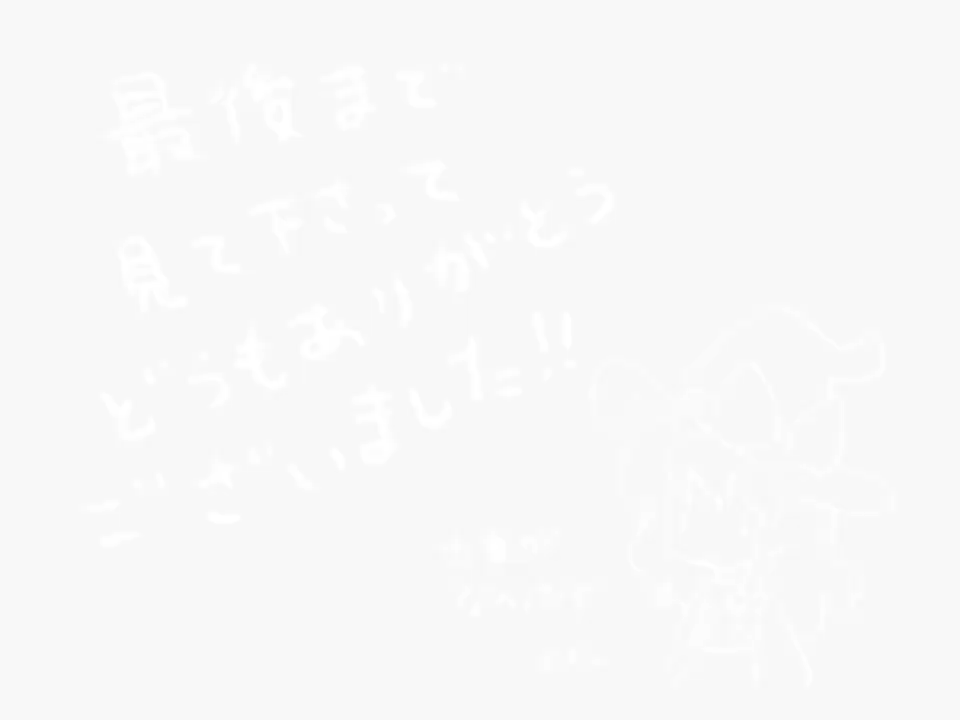 最後まで
見て下さって
どうもありがとう
ございました!!